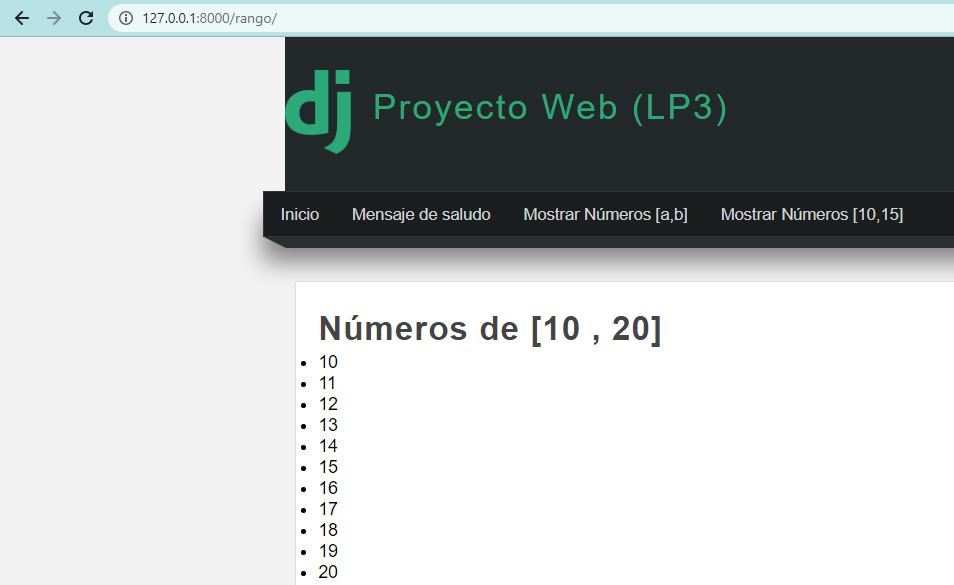 127.0.0.1:8000/rango/
dj Proyecto Web (LP3)
Inicio Mensaje de saludo Mostrar Números [a,b] Mostrar Números [10,15]
Números de [10 , 20]
10
11
12
13
14
15
16
17
18
19
20